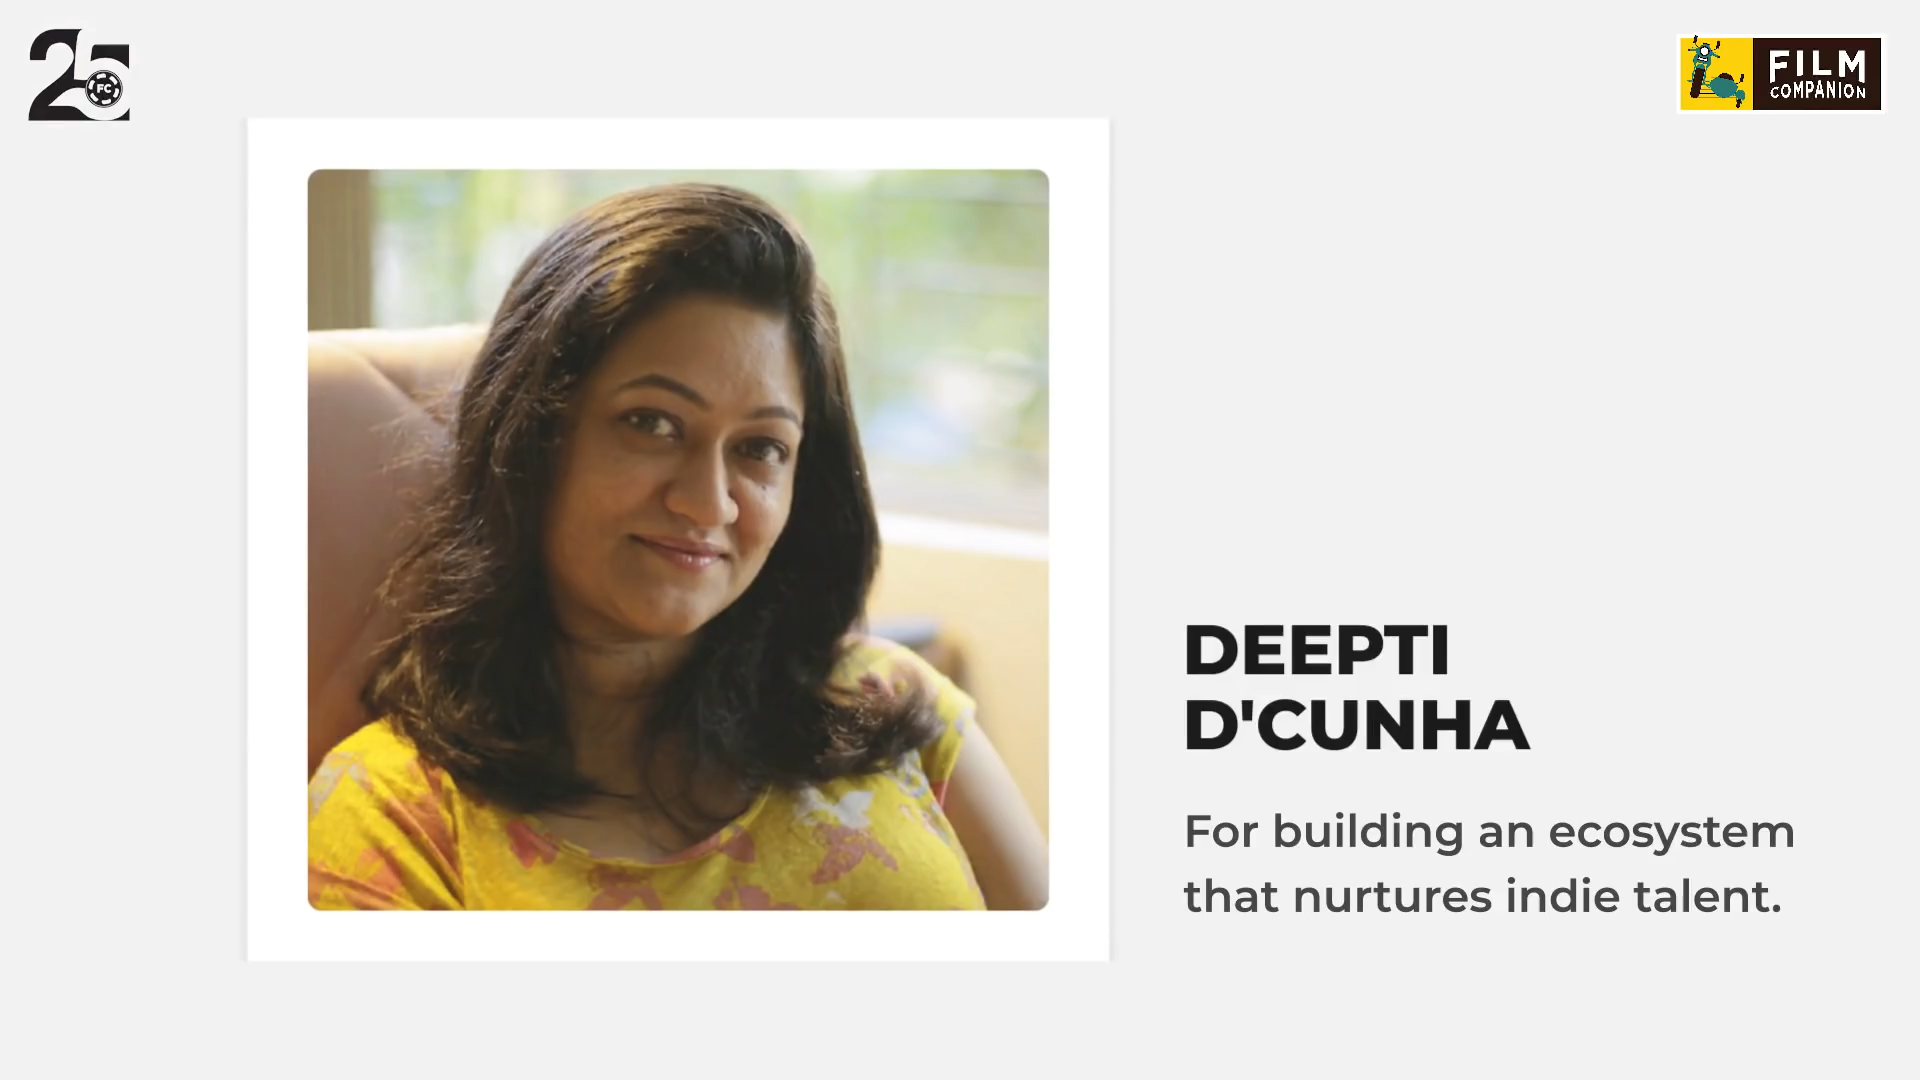 25
FC
FILM
COMPANION
DEEPTI
D'CUNHA
For building an ecosystem
that nurtures indie talent.